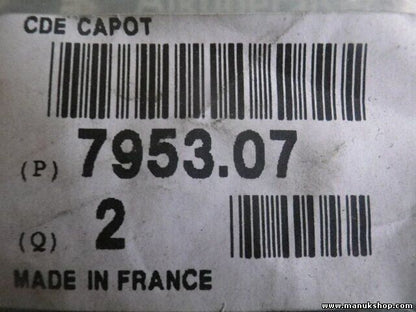 CDE CAPOT
(P) 7953.07
(Q) 2
MADE IN FRANCE
www.manukshop.com